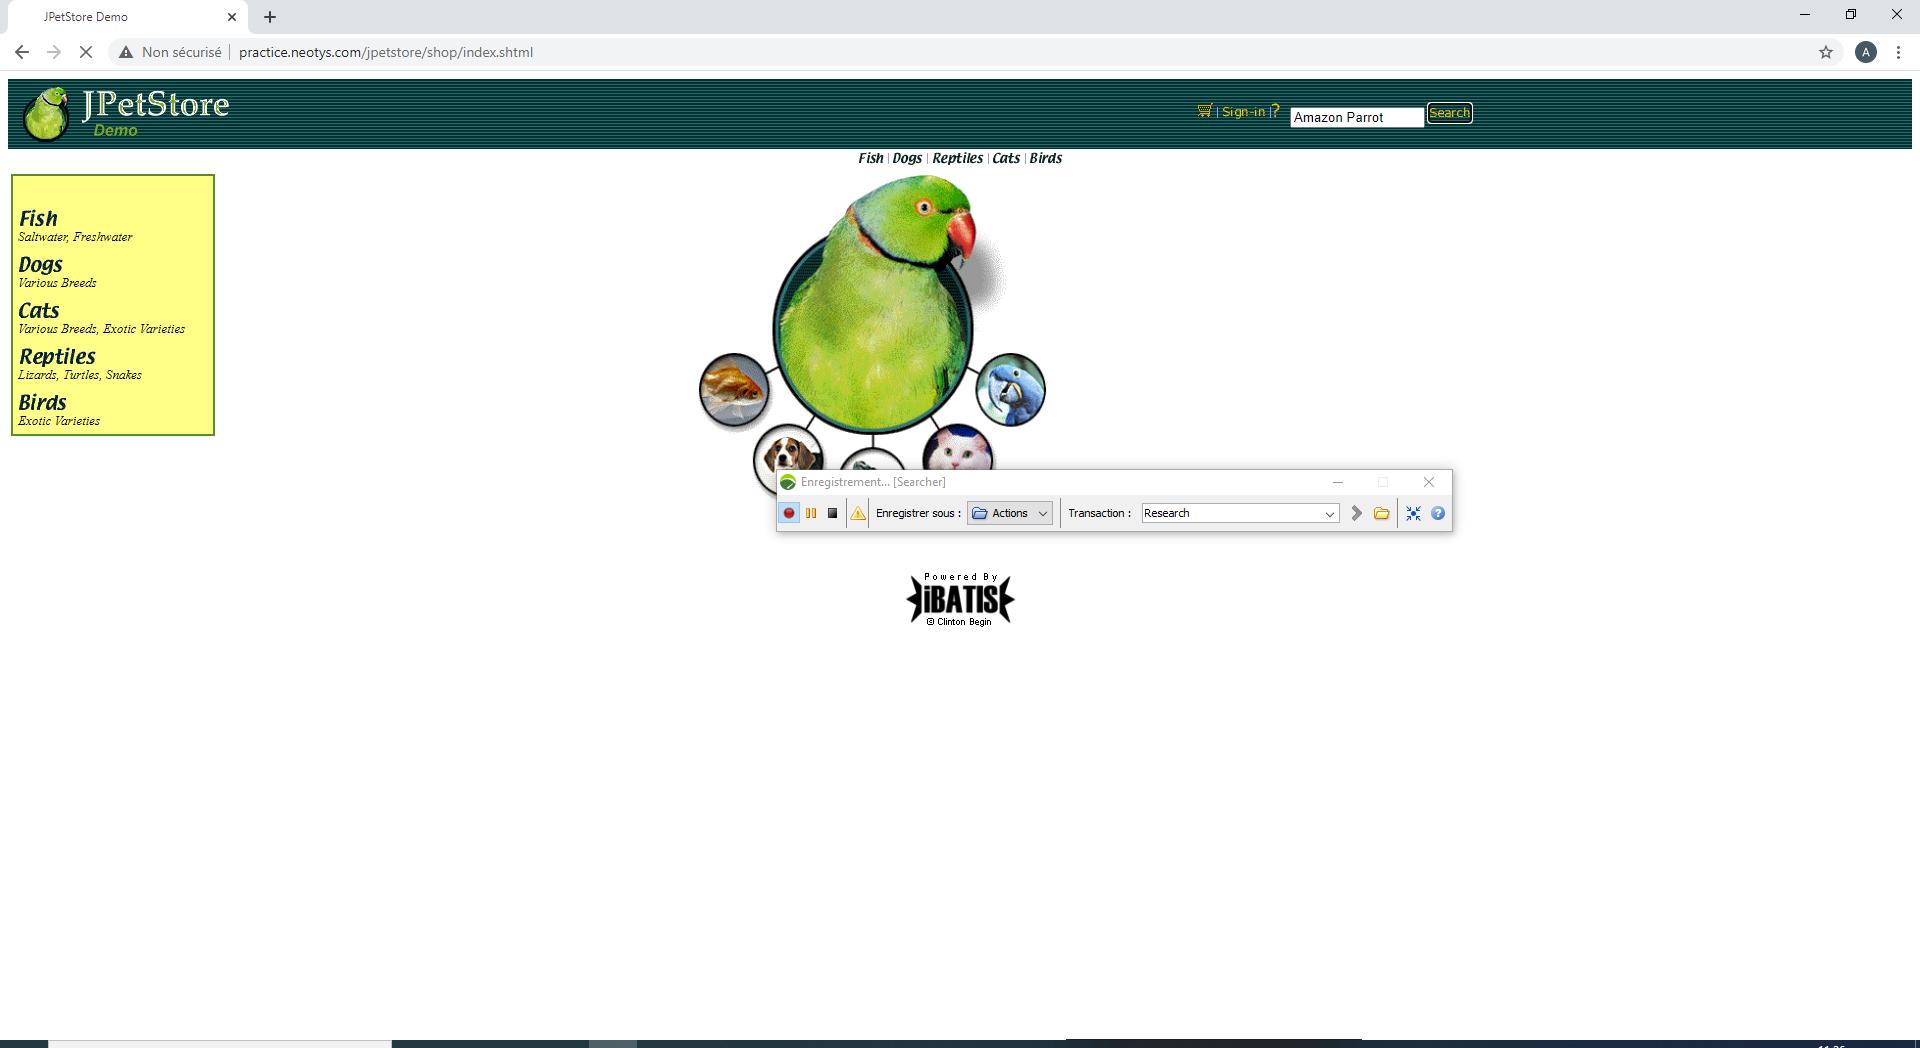 JPetStore Demo
Non sécurisé practice.neotys.com/jpetstore/shop/index.shtml
A
JPetStore
Demo
| Sign-in | ? Amazon Parrot Search
Fish | Dogs | Reptiles | Cats | Birds
Fish
Saltwater, Freshwater
Dogs
Various Breeds
Cats
Various Breeds, Exotic Varieties
Reptiles
Lizards, Turtles, Snakes
Birds
Exotic Varieties
Enregistrement... [Searcher]
Enregistrer sous : Actions Transaction : Research
Powered By
iBATIS
© Clinton Begin